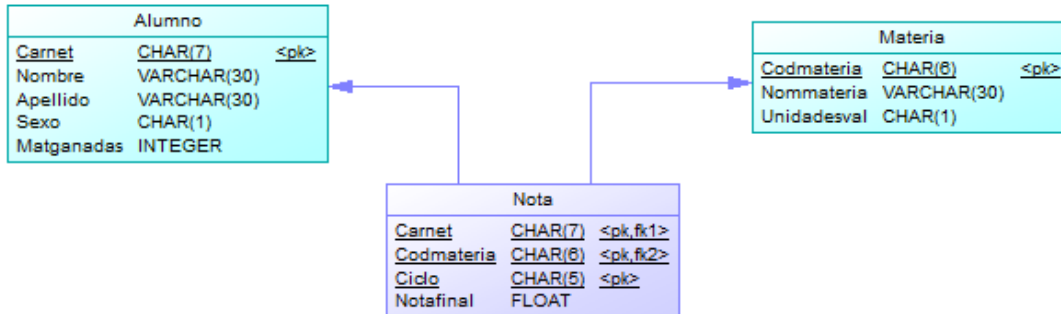 Alumno
Carnet CHAR(7) <pk>
Nombre VARCHAR(30)
Apellido VARCHAR(30)
Sexo CHAR(1)
Matganadas INTEGER
Materia
Codmateria CHAR(6) <pk>
Nommateria VARCHAR(30)
Unidadesval CHAR(1)
Nota
Carnet CHAR(7) <pk,fk1>
Codmateria CHAR(6) <pk,fk2>
Ciclo CHAR(5) <pk>
Notafinal FLOAT